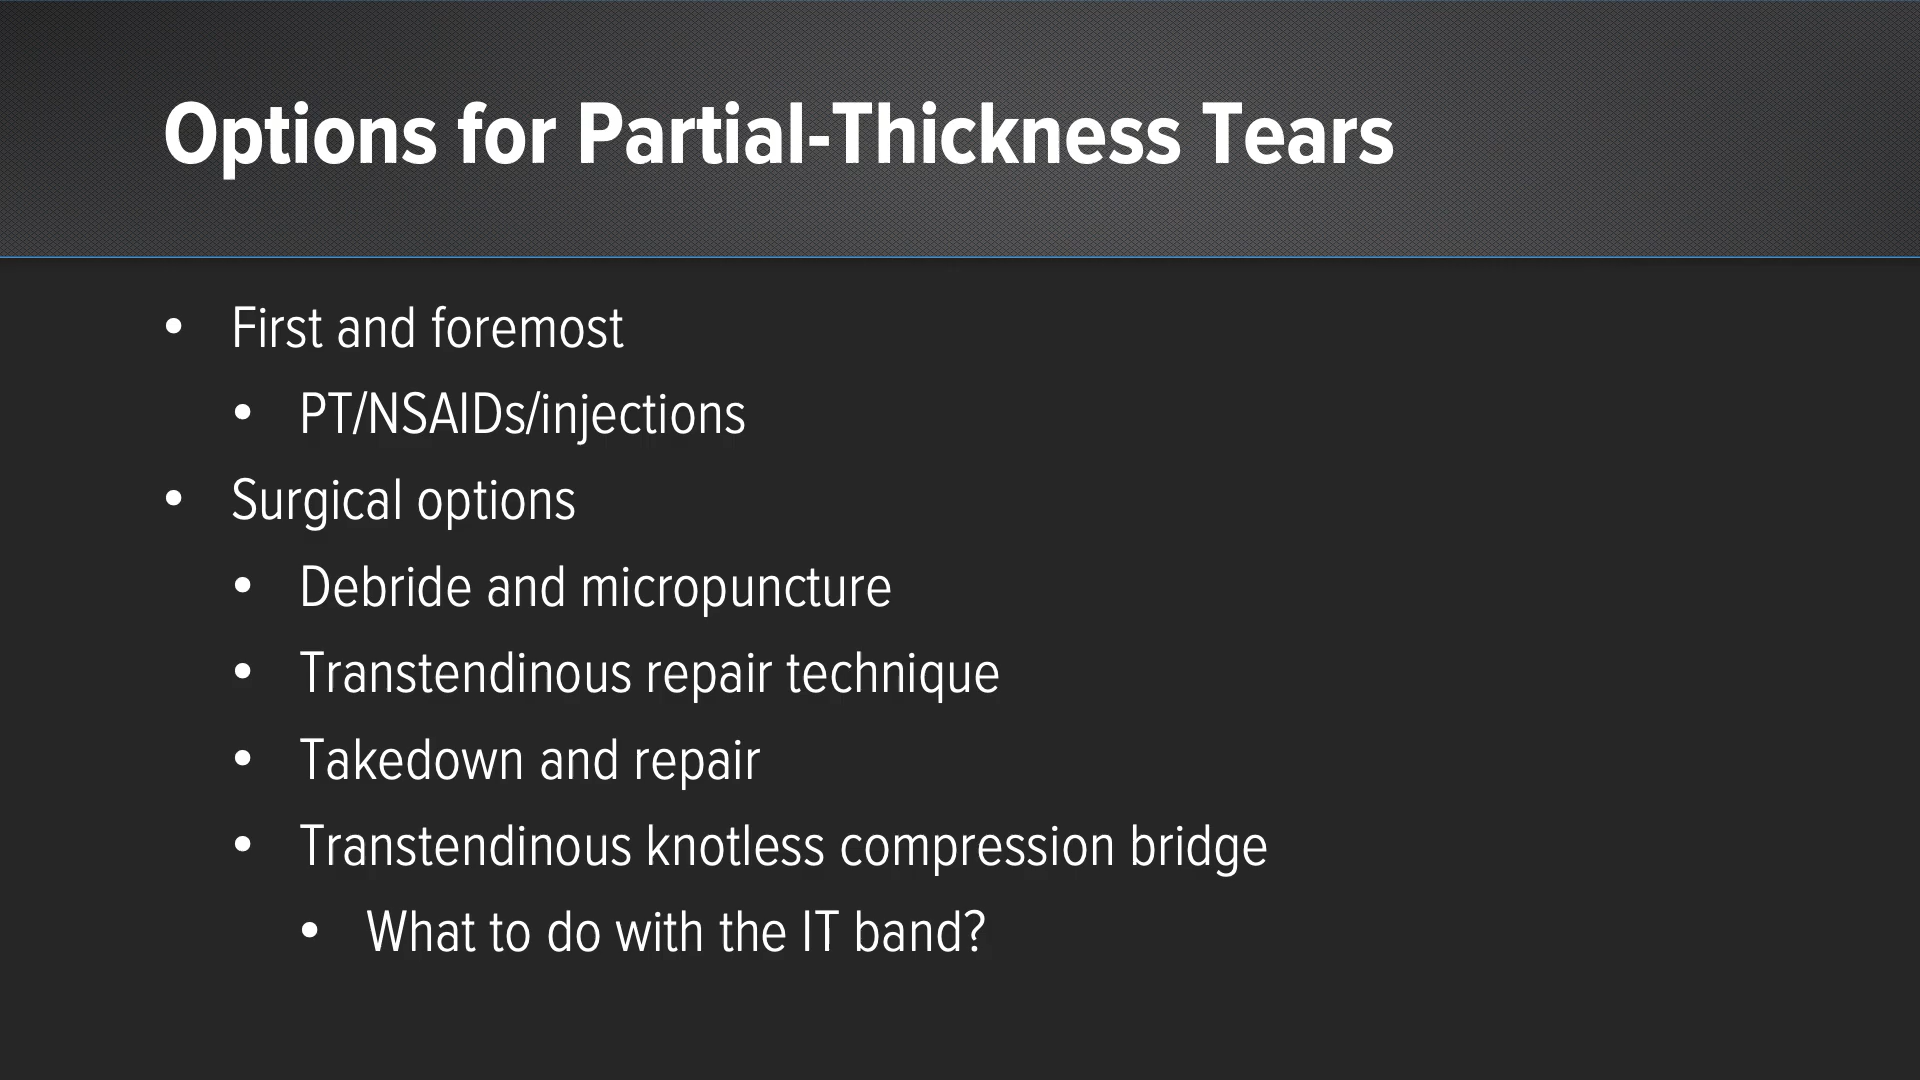 Options for Partial-Thickness Tears
• First and foremost
• PT/NSAIDs/injections
• Surgical options
• Debride and micropuncture
• Transtendinous repair technique
• Takedown and repair
• Transtendinous knotless compression bridge
• What to do with the IT band?